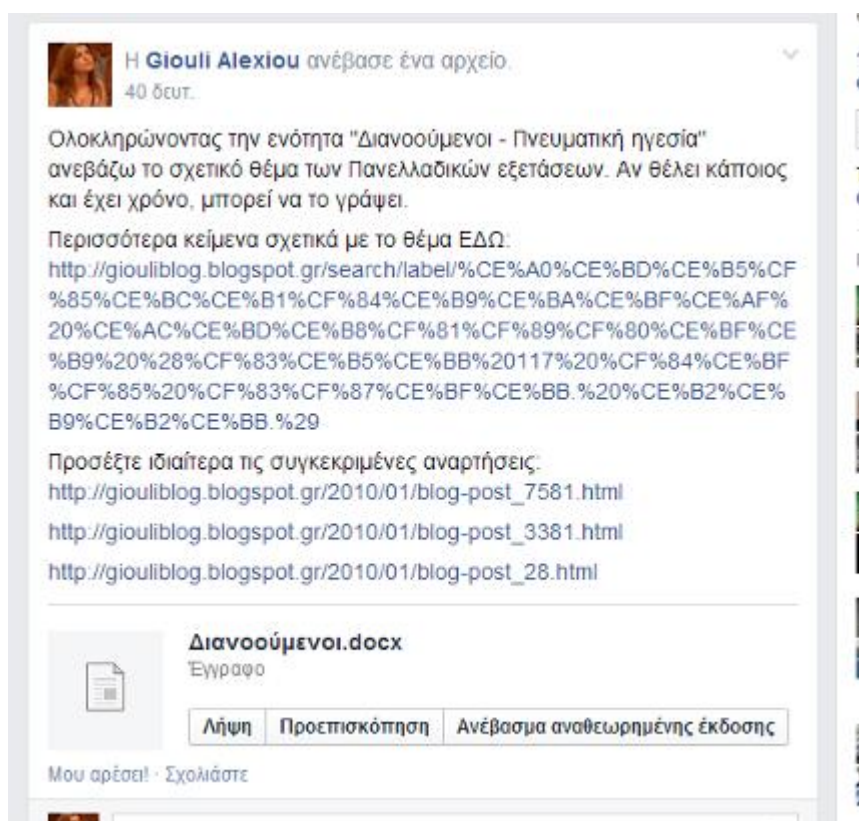 Η Giouli Alexiou ανέβασε ένα αρχείο.
40 δευτ.
Ολοκληρώνοντας την ενότητα "Διανοούμενοι - Πνευματική ηγεσία"
ανεβάζω το σχετικό θέμα των Πανελλαδικών εξετάσεων. Αν θέλει κάποιος
και έχει χρόνο, μπορεί να το γράψει.
Περισσότερα κείμενα σχετικά με το θέμα ΕΔΩ:
http://giouliblog.blogspot.gr/search/label/%CE%A0%CE%BD%CE%B5%CF
%85%CE%BC%CE%B1%CF%84%CE%B9%CE%BA%CE%BF%CE%AF%
20%CE%AC%CE%BD%CE%B8%CF%81%CF%89%CF%80%CE%BF%CE
%B9%20%28%CF%83%CE%B5%CE%BB%20117%20%CF%84%CE%BF
%CF%85%20%CF%83%CF%87%CE%BF%CE%BB.%20%CE%B2%CE%
B9%CE%B2%CE%BB.%29
Προσέξτε ιδιαίτερα τις συγκεκριμένες αναρτήσεις:
http://giouliblog.blogspot.gr/2010/01/blog-post_7581.html
http://giouliblog.blogspot.gr/2010/01/blog-post_3381.html
http://giouliblog.blogspot.gr/2010/01/blog-post_28.html
Διανοούμενοι.docx
Έγγραφο
Λήψη Προεπισκόπηση Ανέβασμα αναθεωρημένης έκδοσης
Μου αρέσει! · Σχολιάστε